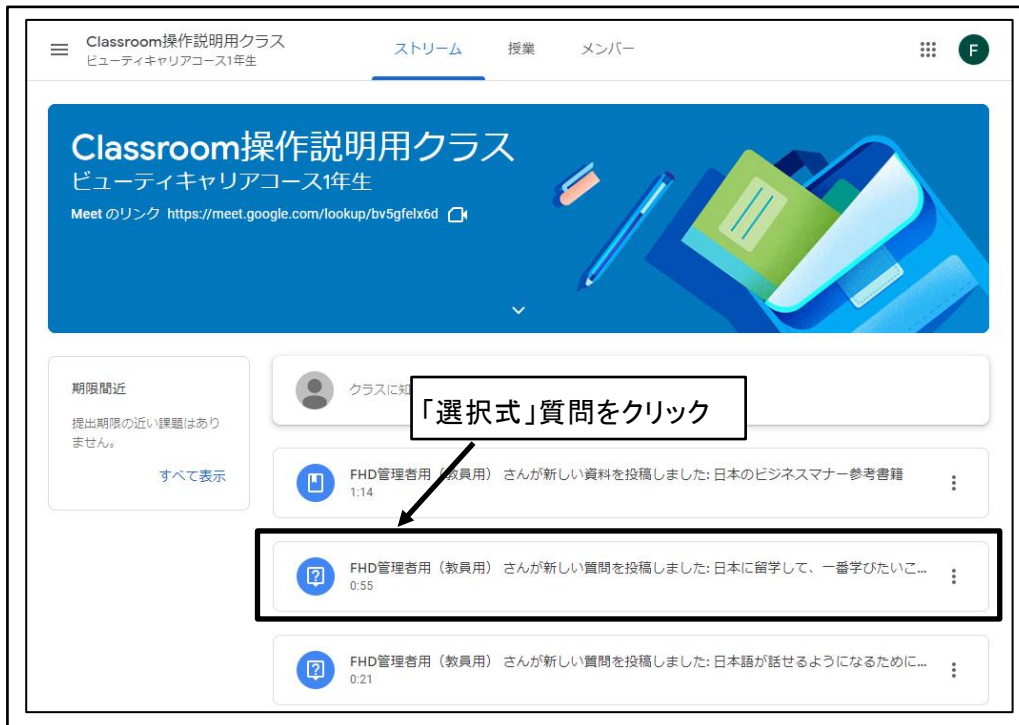 Classroom操作説明用クラス
ビューティキャリアコース1年生
ストリーム 授業 メンバー
F
Classroom操作説明用クラス
ビューティキャリアコース1年生
Meet のリンク https://meet.google.com/lookup/bv5gfelx6d
期限間近
提出期限の近い課題はあり
ません。
すべて表示
クラスに知
「選択式」質問をクリック
FHD管理者用（教員用） さんが新しい資料を投稿しました: 日本のビジネスマナー参考書籍
1:14
FHD管理者用（教員用） さんが新しい質問を投稿しました: 日本に留学して、一番学びたいこ...
0:55
FHD管理者用（教員用） さんが新しい質問を投稿しました: 日本語が話せるようになるために...
0:21